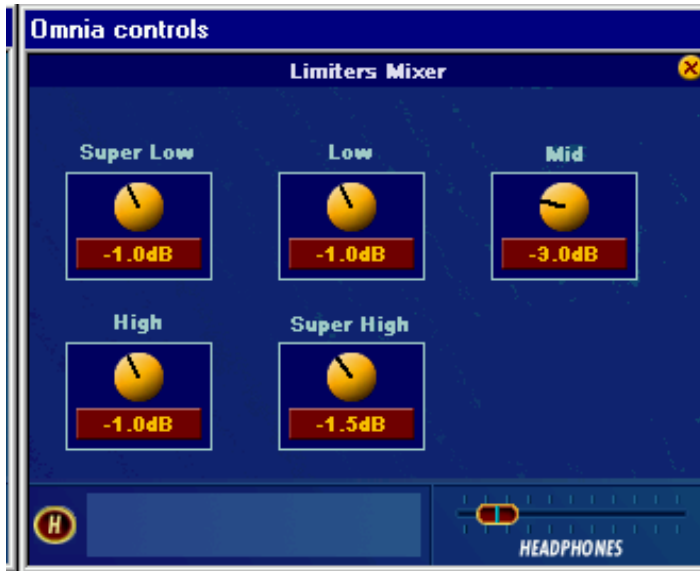 Omnia controls
Limiters Mixer
Super Low
Low
Mid
-1.0dB
-1.0dB
-3.0dB
High
Super High
-1.0dB
-1.5dB
H
HEADPHONES